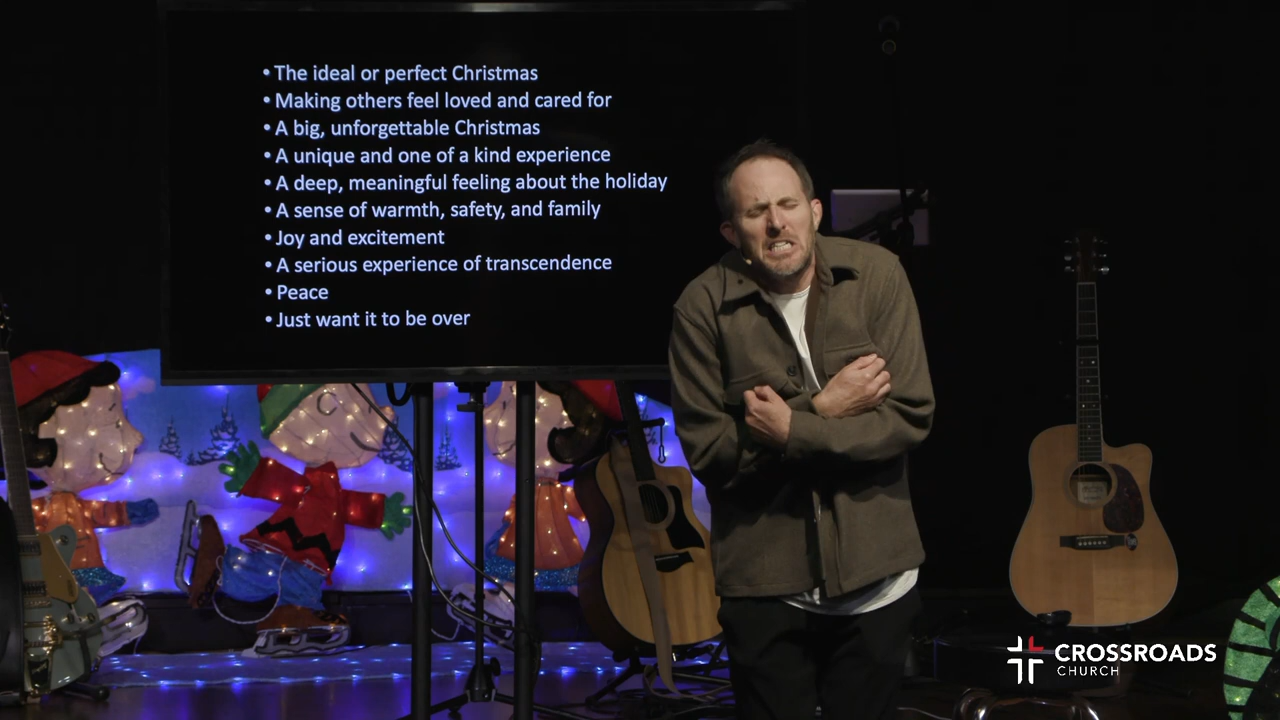 • The ideal or perfect Christmas
• Making others feel loved and cared for
• A big, unforgettable Christmas
• A unique and one of a kind experience
• A deep, meaningful feeling about the holiday
• A sense of warmth, safety, and family
• Joy and excitement
• A serious experience of transcendence
• Peace
• Just want it to be over
CROSSROADS
CHURCH